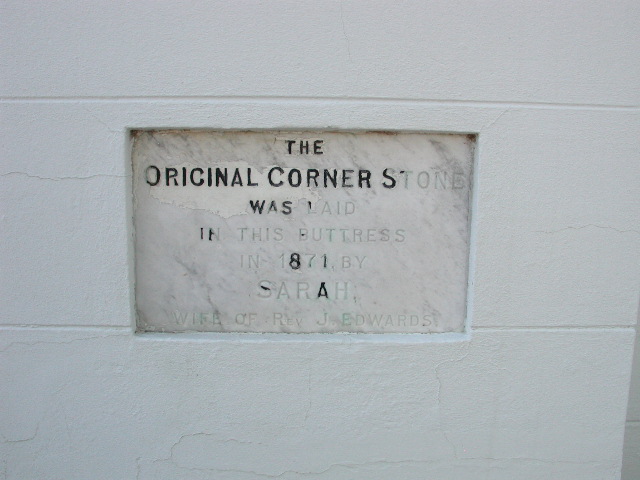 THE
ORIGINAL CORNER STONE
WAS LAID
IN THIS BUTTRESS
IN 1871, BY
SARAH,
WIFE OF REV J. EDWARDS.